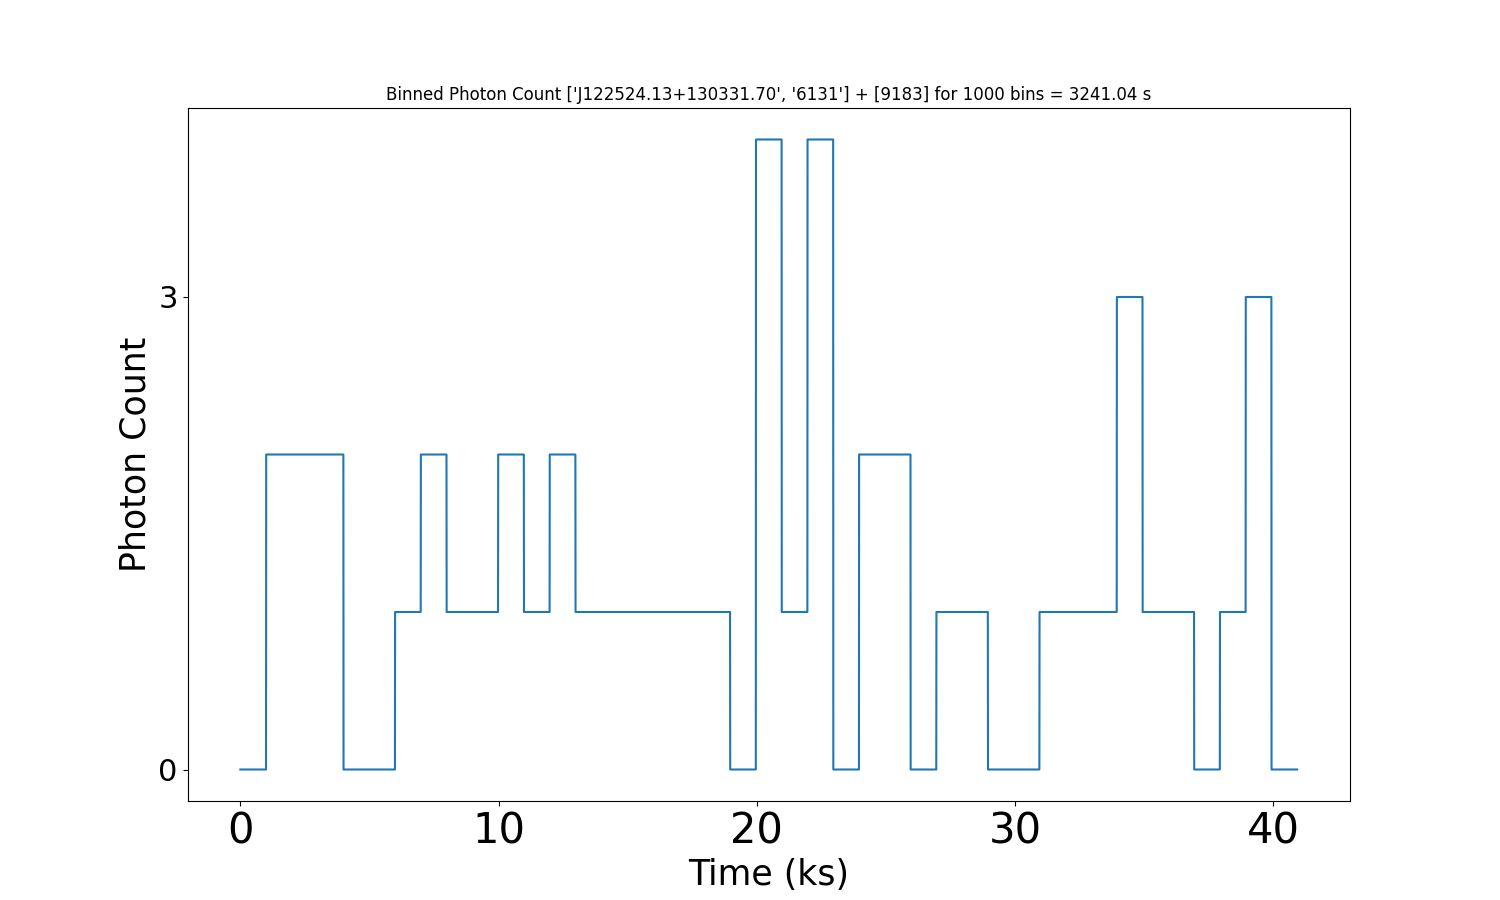 Binned Photon Count ['J122524.13+130331.70', '6131'] + [9183] for 1000 bins = 3241.04 s
3
Photon Count
0
0 10 20 30 40
Time (ks)